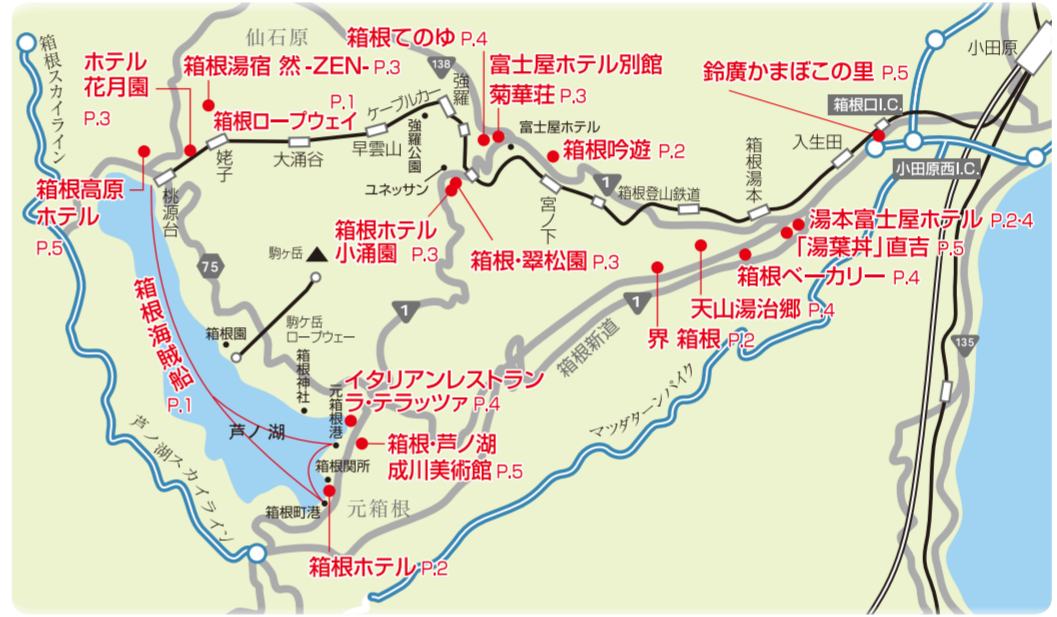 仙石原
箱根てのゆ P.4
小田原
箱根スカイライン
ホテル
花月園
P.3
箱根湯宿 然 -ZEN- P.3
138
強羅
富士屋ホテル別館
菊華荘 P.3
鈴廣かまぼこの里 P.5
P.1
箱根ロープウェイ
ケーブルカー
箱根口I.C.
強羅公園
富士屋ホテル
入生田
姥子
大涌谷
早雲山
箱根吟遊 P.2
箱根湯本
小田原西I.C.
箱根高原
ホテル
P.5
桃源台
ユネッサン
1
箱根登山鉄道
宮ノ下
湯本富士屋ホテル P.2・4
「湯葉丼」直吉 P.5
箱根ホテル
小涌園 P.3
箱根・翠松園 P.3
箱根ベーカリー P.4
75
駒ヶ岳
天山湯治郷 P.4
1
1
界 箱根 P.2
箱根海賊船
P.1
箱根園
駒ケ岳
ロープウェー
箱根新道
135
箱根神社
元箱根港
イタリアンレストラン
ラ・テラッツァ P.4
マツダターンパイク
芦ノ湖
芦ノ湖スカイライン
箱根・芦ノ湖
成川美術館 P.5
箱根関所
箱根町港
元箱根
箱根ホテル P.2